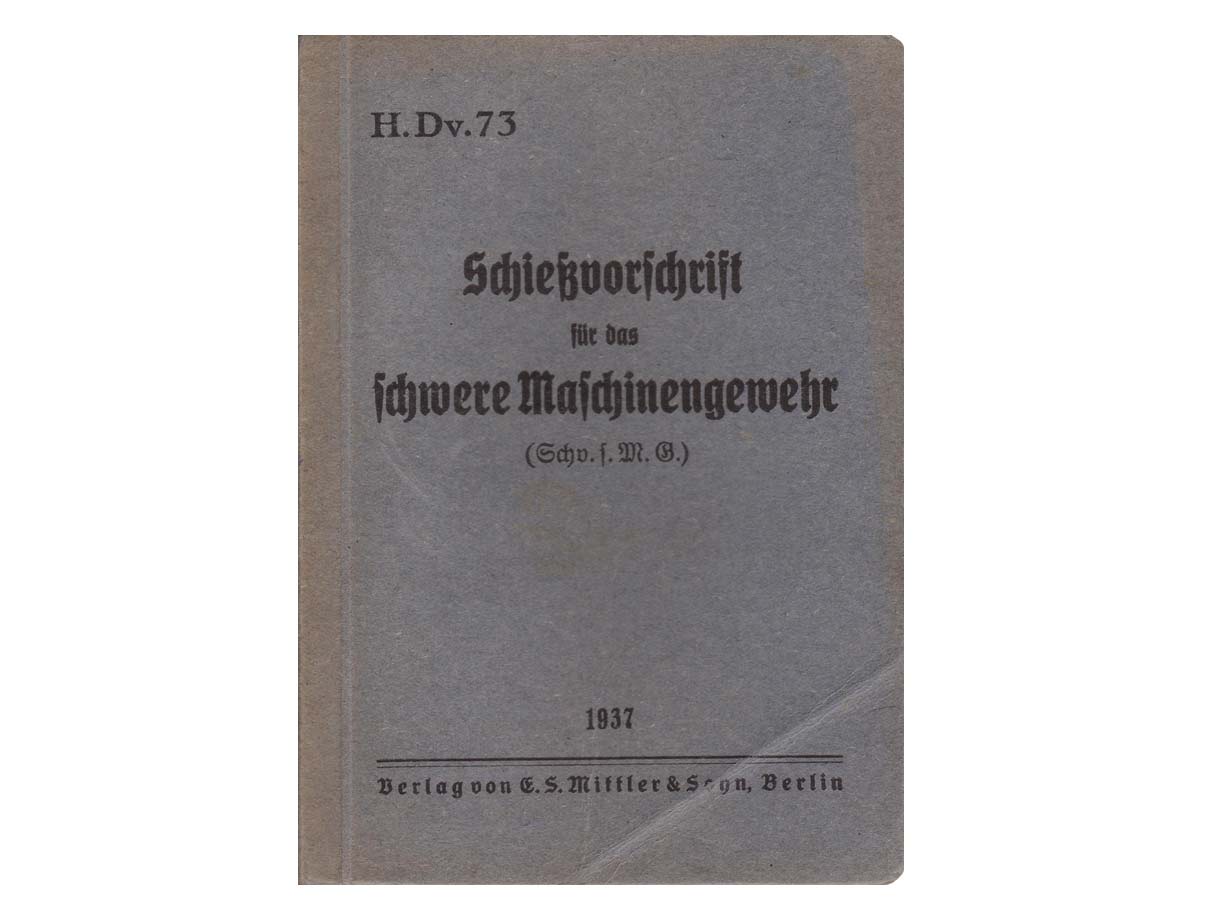 H.Dv.73
Schießvorschrift
für das
schwere Maschinengewehr
(Schv. s. M. G.)
1937
Verlag von E. S. Mittler & Sohn, Berlin